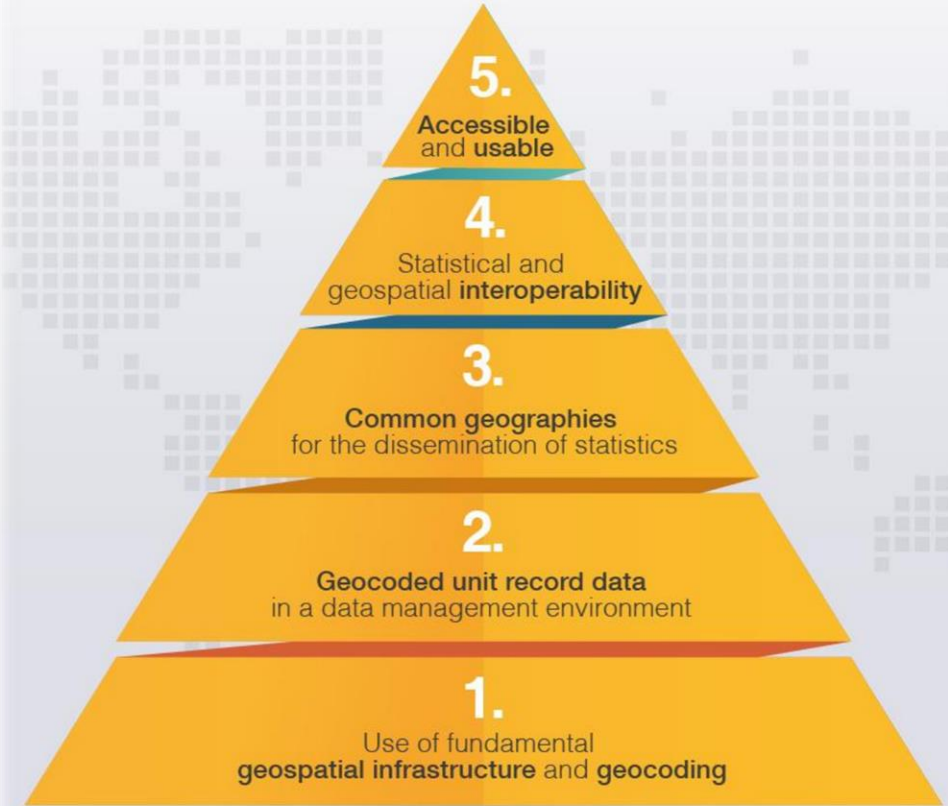 5.
Accessible
and usable
4.
Statistical and
geospatial interoperability
3.
Common geographies
for the dissemination of statistics
2.
Geocoded unit record data
in a data management environment
1.
Use of fundamental
geospatial infrastructure and geocoding